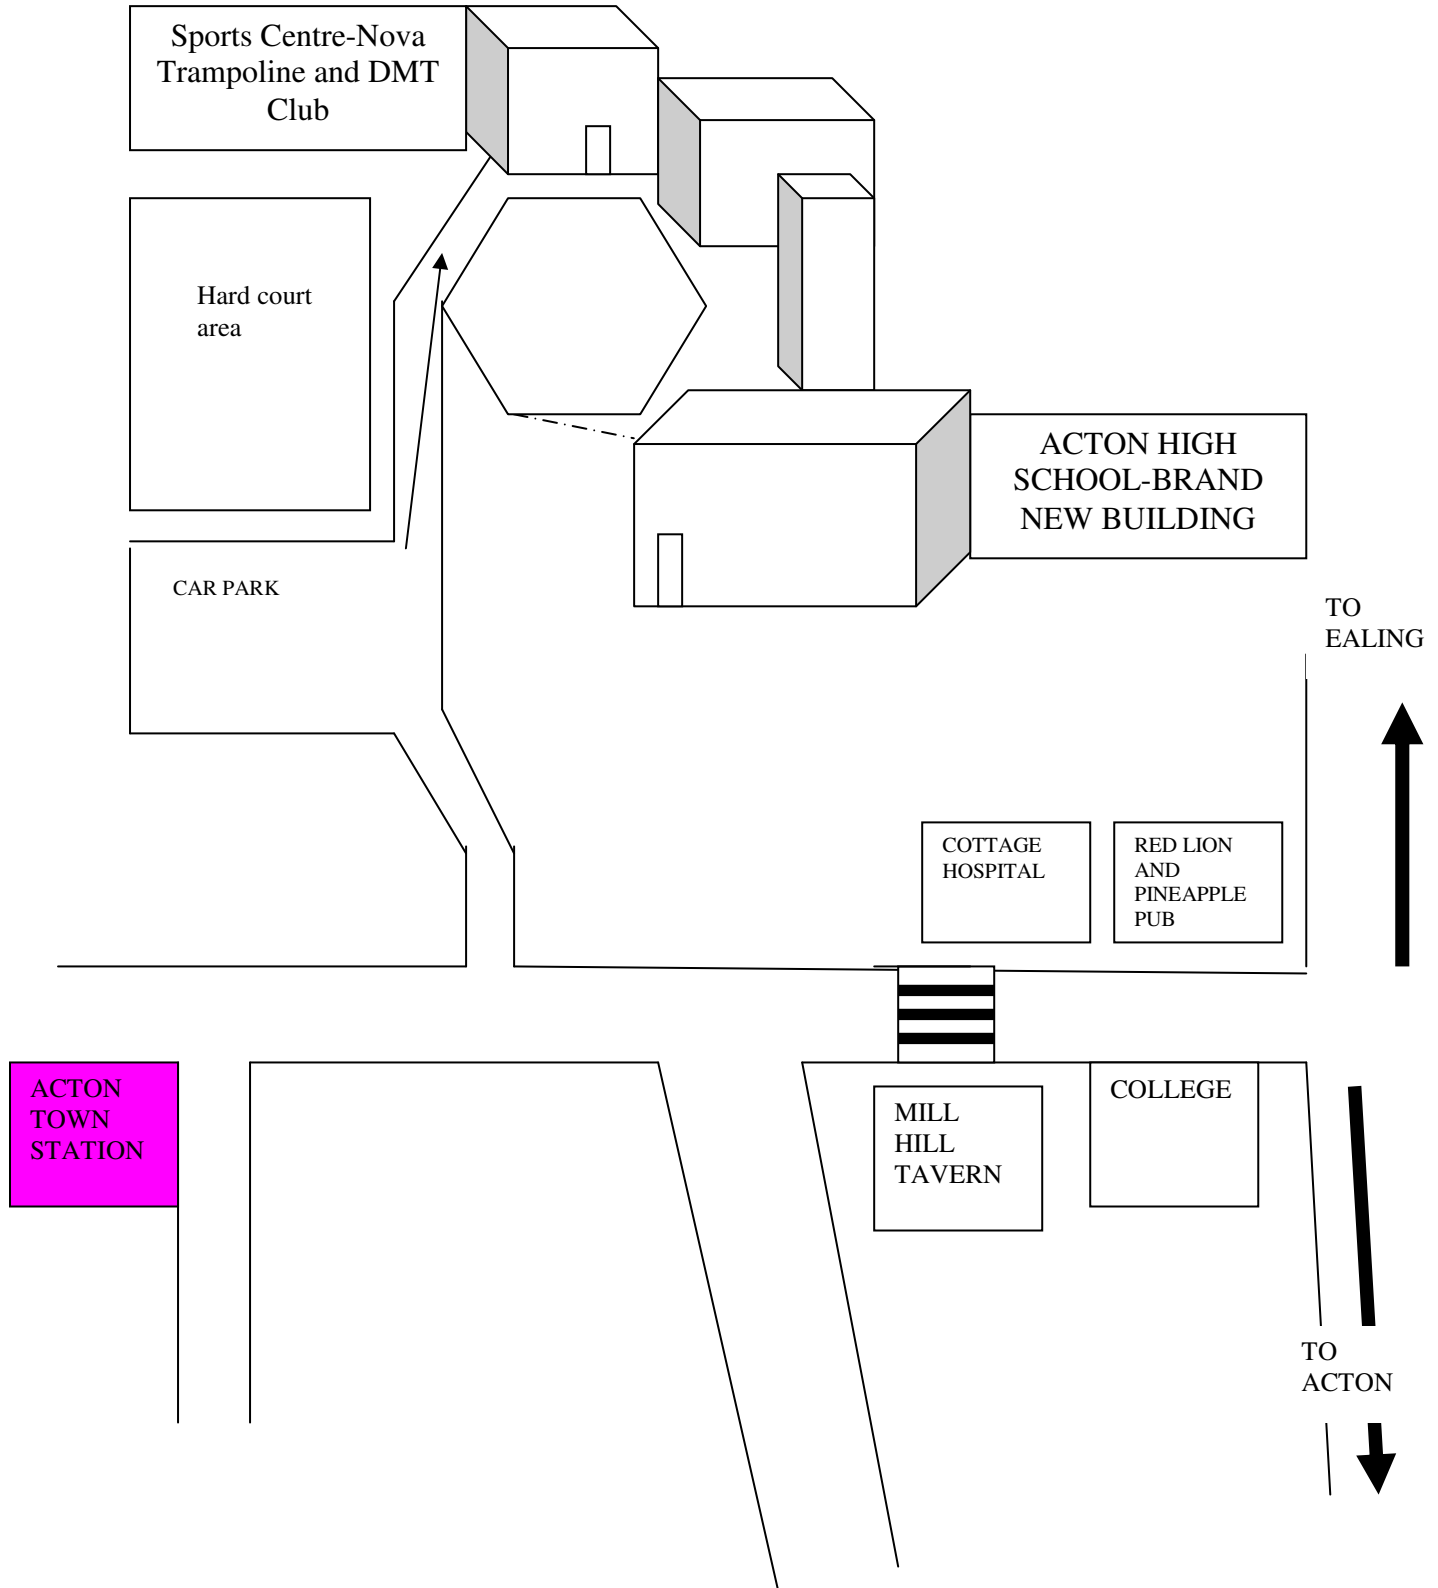 Sports Centre-Nova
Trampoline and DMT
Club
Hard court
area
ACTON HIGH
SCHOOL-BRAND
NEW BUILDING
CAR PARK
TO
EALING
COTTAGE
HOSPITAL
RED LION
AND
PINEAPPLE
PUB
ACTON
TOWN
STATION
MILL
HILL
TAVERN
COLLEGE
TO
ACTON